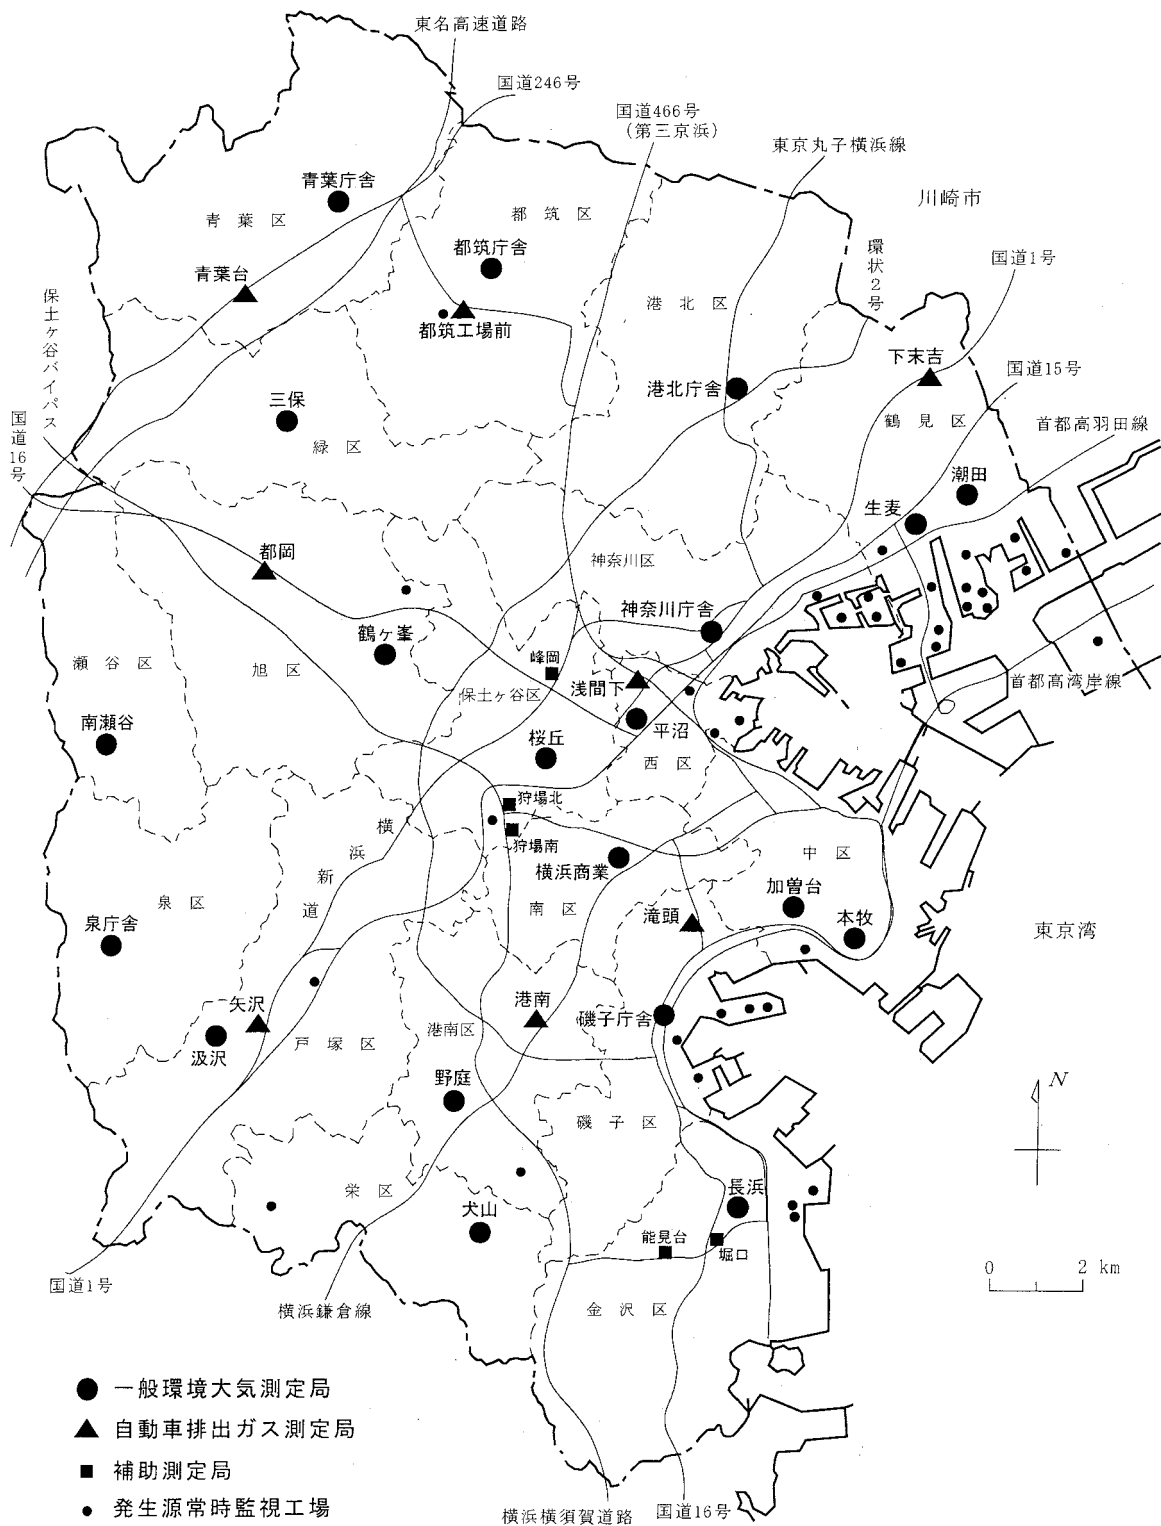 東名高速道路
国道246号
国道466号
(第三京浜)
東京丸子横浜線
川崎市
青葉庁舎
青葉区
都筑区
都筑庁舎
環状2号
国道1号
青葉台
保土ヶ谷バイパス
港北区
都筑工場前
下末吉
国道15号
港北庁舎
三保
国道16号
鶴見区
首都高羽田線
緑区
潮田
生麦
都岡
神奈川区
神奈川庁舎
鶴ヶ峯
瀬谷区
旭区
峰岡
浅間下
保土ヶ谷区
首都高湾岸線
南瀬谷
桜丘
平沼
西区
狩場北
横浜新道
狩場南
横浜商業
中区
加曽台
泉区
南区
泉庁舎
滝頭
本牧
東京湾
矢沢
港南
磯子庁舎
港南区
戸塚区
汲沢
野庭
N
磯子区
栄区
長浜
犬山
能見台
堀口
0 2 km
国道1号
横浜鎌倉線
金沢区
一般環境大気測定局
自動車排出ガス測定局
補助測定局
発生源常時監視工場
横浜横須賀道路
国道16号